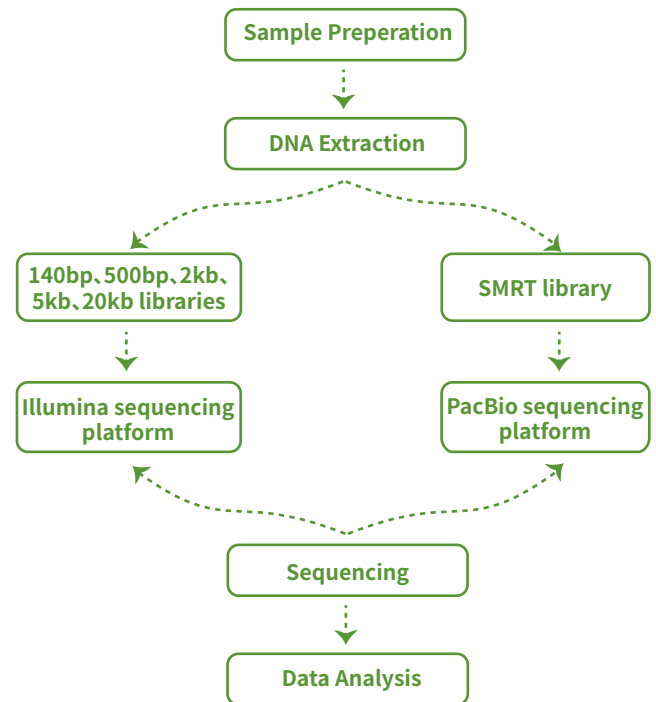 Sample Preperation
DNA Extraction
140bp、500bp、2kb、
5kb、20kb libraries
SMRT library
Illumina sequencing
platform
PacBio sequencing
platform
Sequencing
Data Analysis